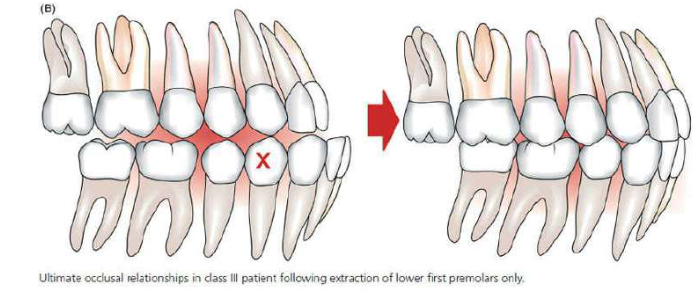 (B)
X
Ultimate occlusal relationships in class III patient following extraction of lower first premolars only.